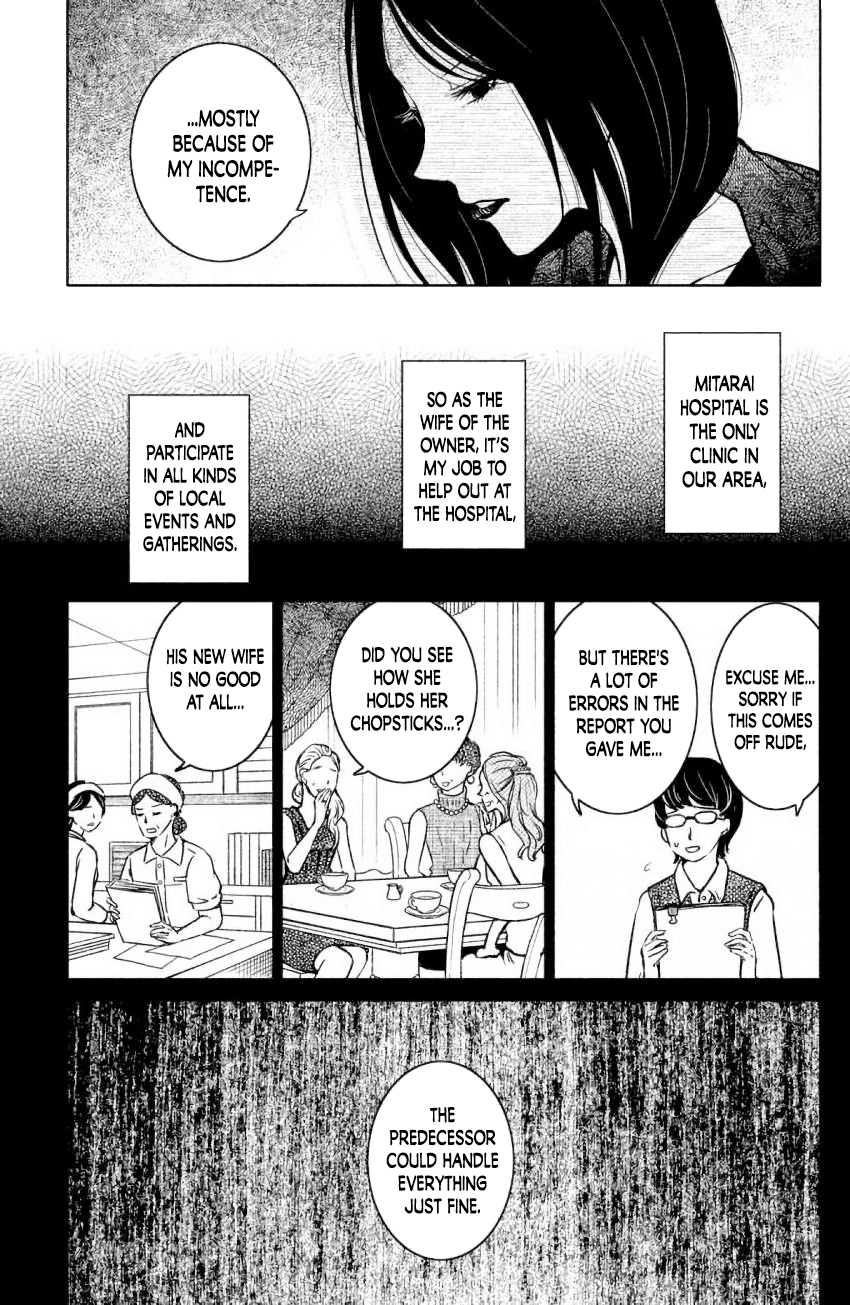 ...MOSTLY
BECAUSE OF
MY INCOMPE-
TENCE.
MITARAI
HOSPITAL IS
THE ONLY
CLINIC IN
OUR AREA,
SO AS THE
WIFE OF THE
OWNER, IT'S
MY JOB TO
HELP OUT AT
THE HOSPITAL,
AND
PARTICIPATE
IN ALL KINDS
OF LOCAL
EVENTS AND
GATHERINGS.
EXCUSE ME...
SORRY IF
THIS COMES
OFF RUDE,
BUT THERE'S
A LOT OF
ERRORS IN THE
REPORT YOU
GAVE ME...
DID YOU SEE
HOW SHE
HOLDS HER
CHOPSTICKS...?
HIS NEW WIFE
IS NO GOOD
AT ALL...
THE
PREDECESSOR
COULD HANDLE
EVERYTHING
JUST FINE.